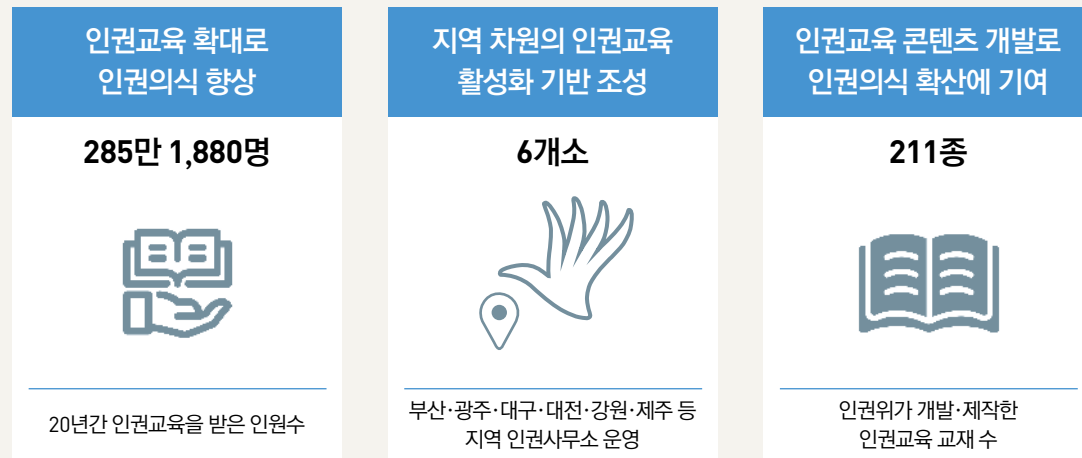 인권교육 확대로
인권의식 향상
285만 1,880명
20년간 인권교육을 받은 인원수
지역 차원의 인권교육
활성화 기반 조성
6개소
부산·광주·대구·대전·강원·제주 등
지역 인권사무소 운영
인권교육 콘텐츠 개발로
인권의식 확산에 기여
211종
인권위가 개발·제작한
인권교육 교재 수